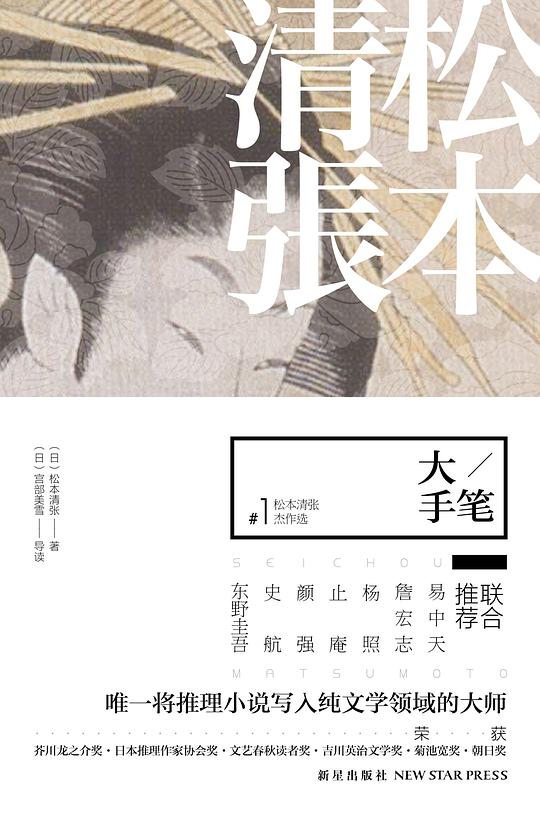 松本
清張
大／
手笔
#1 松本清张
杰作选
（日）松本清张——著
（日）宫部美雪——导读
SEICHOU
联合
推荐
易中天
詹宏志
杨照
止庵
颜强
史航
东野圭吾
MATSUMOTO
唯一将推理小说写入纯文学领域的大师
荣获
芥川龙之介奖·日本推理作家协会奖·文艺春秋读者奖·吉川英治文学奖·菊池宽奖·朝日奖
新星出版社 NEW STAR PRESS